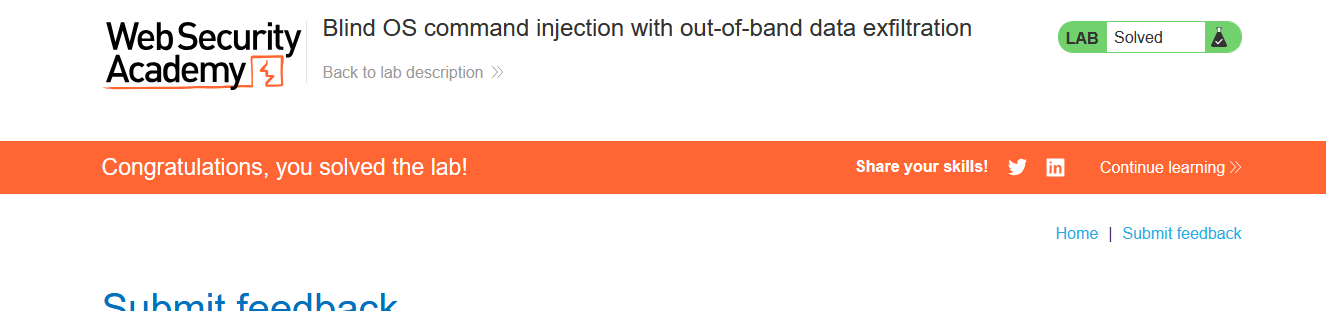 Web Security
Academy
Blind OS command injection with out-of-band data exfiltration
Back to lab description
LAB Solved
Congratulations, you solved the lab!
Share your skills!
Continue learning
Home | Submit feedback
Submit feedback